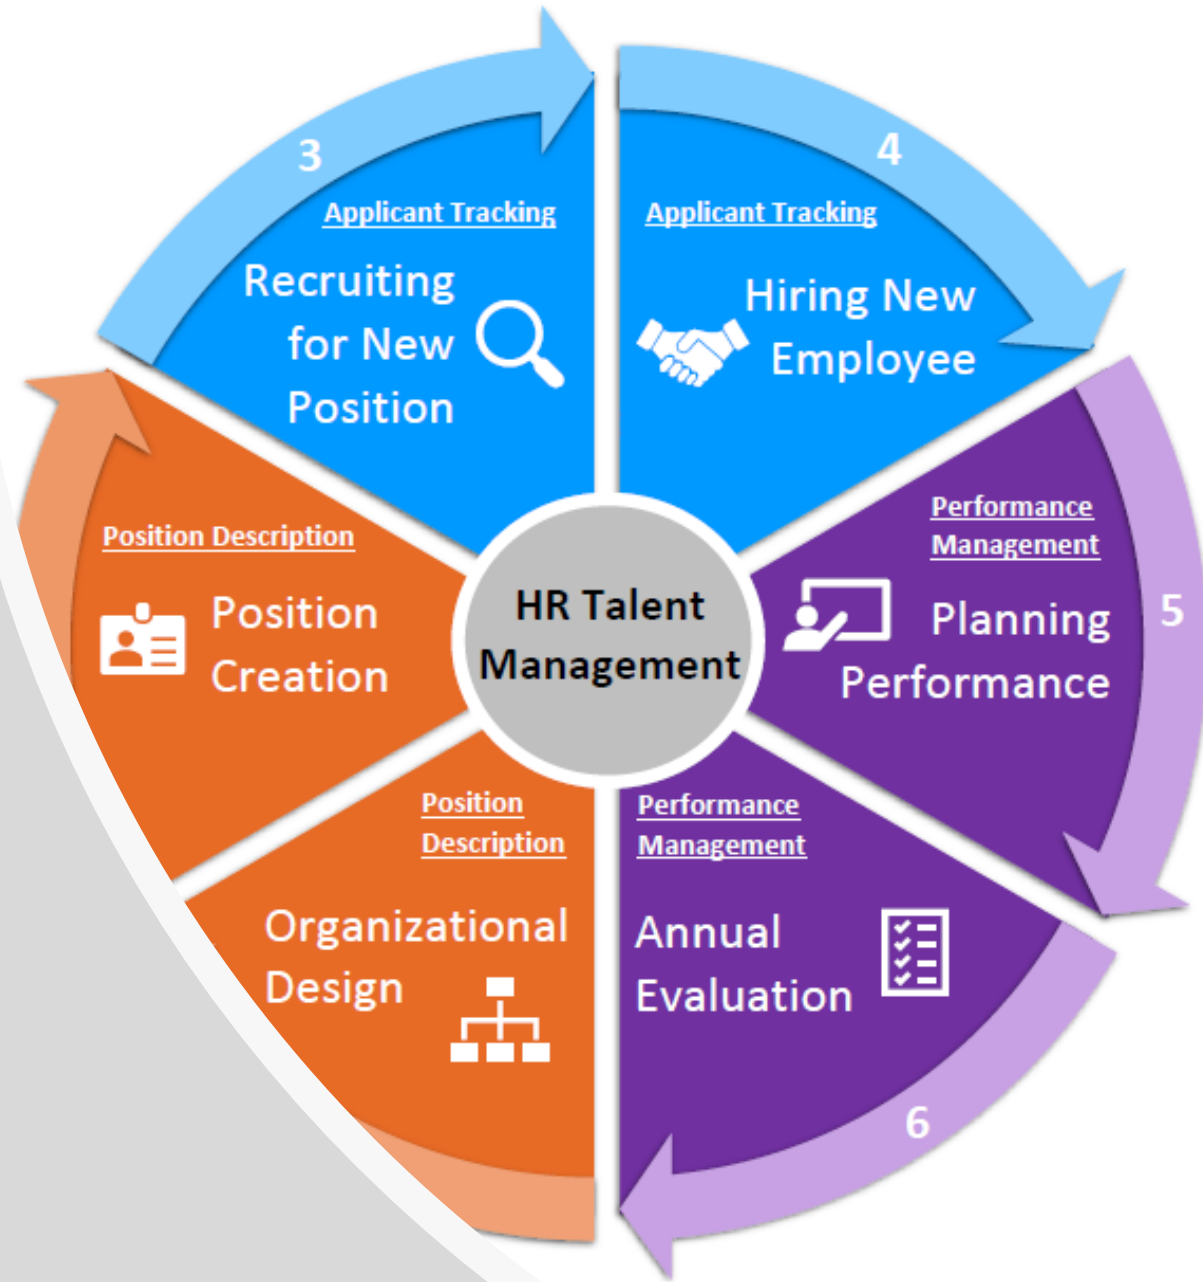 3
Applicant Tracking
Recruiting
for New
Position
4
Applicant Tracking
Hiring New
Employee
Performance
Management
Planning
Performance
5
Position Description
Position
Creation
HR Talent
Management
Position
Description
Organizational
Design
Performance
Management
Annual
Evaluation
6